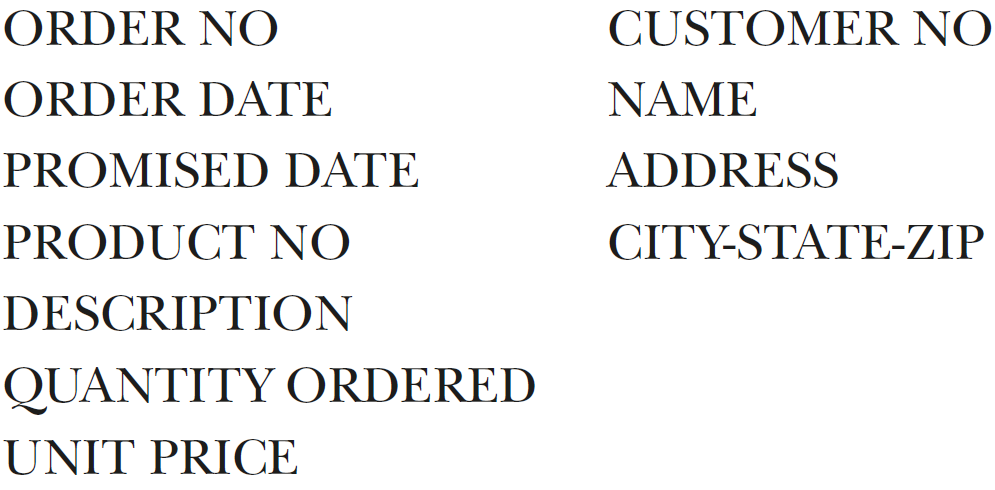 ORDER NO
ORDER DATE
PROMISED DATE
PRODUCT NO
DESCRIPTION
QUANTITY ORDERED
UNIT PRICE
CUSTOMER NO
NAME
ADDRESS
CITY-STATE-ZIP